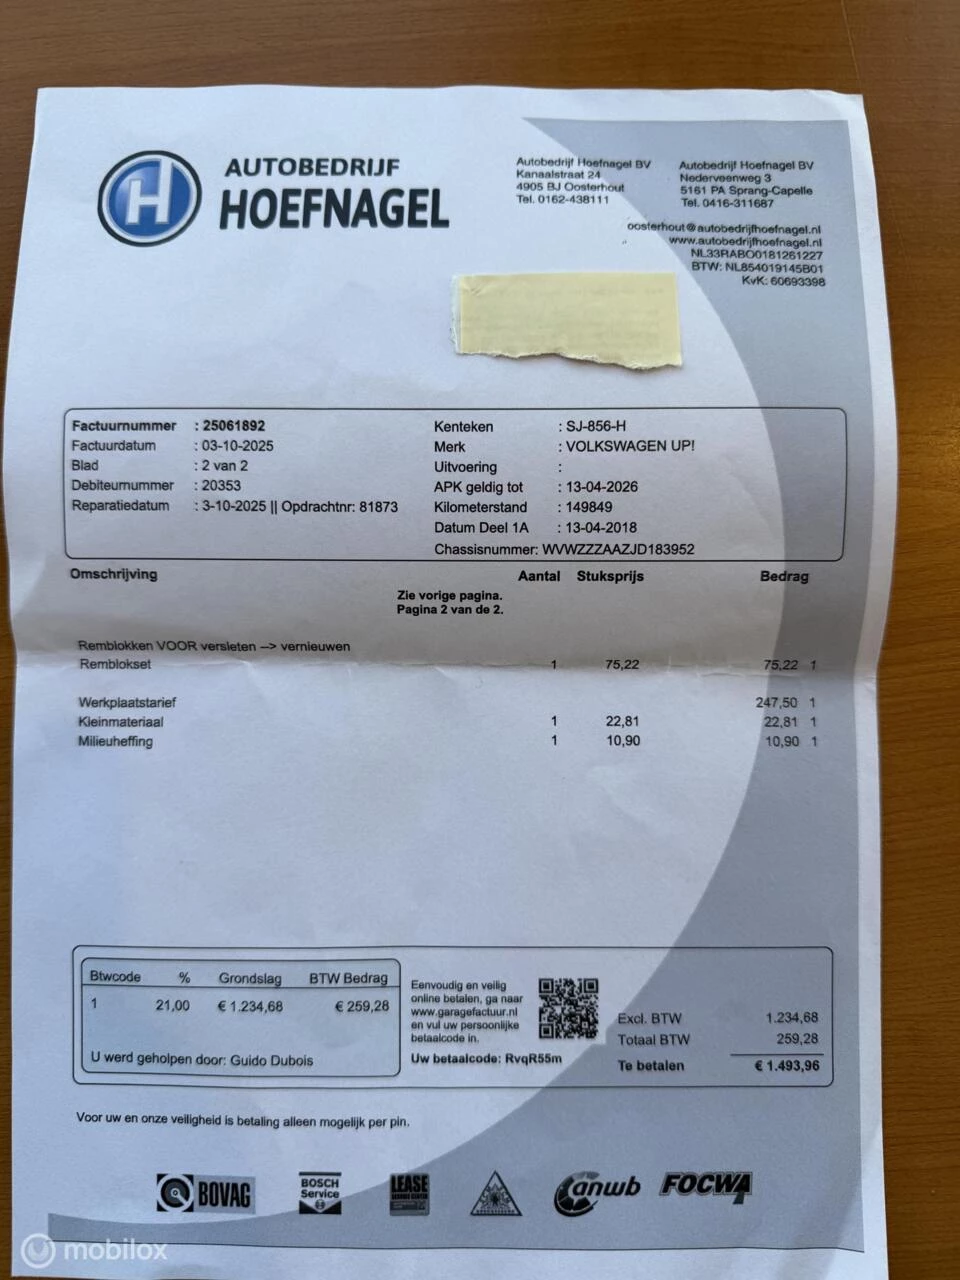 AUTOBEDRIJF
HOEFNAGEL
H
Autobedrijf Hoefnagel BV
Kanaalstraat 24
4905 BJ Oosterhout
Tel. 0162-438111
Autobedrijf Hoefnagel BV
Nederveenweg 3
5161 PA Sprang-Capelle
Tel. 0416-311687
oosterhout@autobedrijfhoefnagel.nl
www.autobedrijfhoefnagel.nl
NL33RABO0181261227
BTW: NL854019145B01
KvK: 60693398
Factuurnummer : 25061892
Factuurdatum : 03-10-2025
Blad : 2 van 2
Debiteurnummer : 20353
Reparatiedatum : 3-10-2025 || Opdrachtnr: 81873
Kenteken : SJ-856-H
Merk : VOLKSWAGEN UP!
Uitvoering :
APK geldig tot : 13-04-2026
Kilometerstand : 149849
Datum Deel 1A : 13-04-2018
Chassisnummer: WVWZZZAAZJD183952
Omschrijving Aantal Stuksprijs Bedrag
Zie vorige pagina.
Pagina 2 van de 2.
Remblokken VOOR versleten --> vernieuwen
Remblokset 1 75,22 75,22 1
Werkplaatstarief 247,50 1
Kleinmateriaal 1 22,81 22,81 1
Milieuheffing 1 10,90 10,90 1
Btwcode % Grondslag BTW Bedrag
1 21,00 € 1.234,68 € 259,28
U werd geholpen door: Guido Dubois
Eenvoudig en veilig
online betalen, ga naar
www.garagefactuur.nl
en vul uw persoonlijke
betaalcode in.
Uw betaalcode: RvqR55m
Excl. BTW 1.234,68
Totaal BTW 259,28
Te betalen € 1.493,96
Voor uw en onze veiligheid is betaling alleen mogelijk per pin.
BOVAG
BOSCH
Service
LEASE
anwb
FOCWA
mobilox